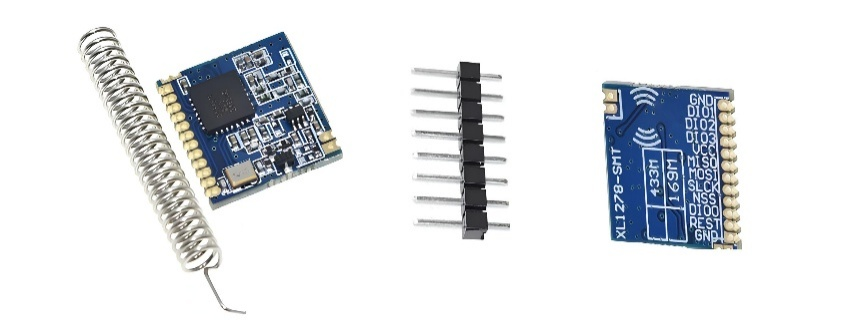 GND
DIO1
DIO2
DIO3
VCC
MISO
MOSI
SLCK
NSS
DIO0
REST
GND
433M
169M
XL1278-SMT